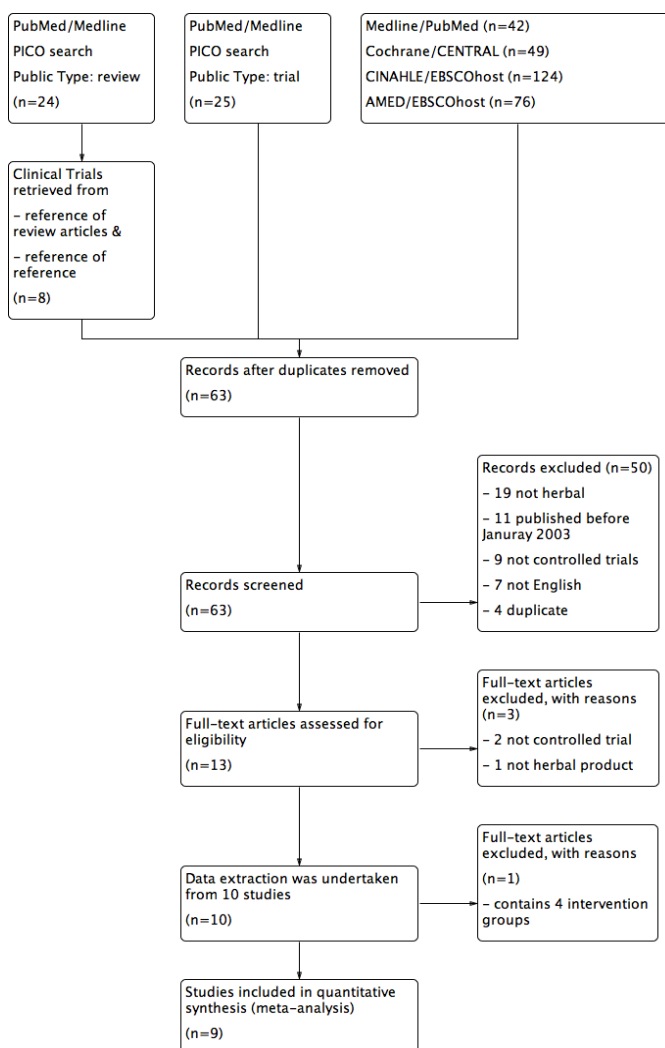 PubMed/Medline
PICO search
Public Type: review
(n=24)
PubMed/Medline
PICO search
Public Type: trial
(n=25)
Medline/PubMed (n=42)
Cochrane/CENTRAL (n=49)
CINAHLE/EBSCOhost (n=124)
AMED/EBSCOhost (n=76)
Clinical Trials
retrieved from
– reference of
review articles &
– reference of
reference
(n=8)
Records after duplicates removed
(n=63)
Records excluded (n=50)
– 19 not herbal
– 11 published before
Januray 2003
– 9 not controlled trials
– 7 not English
– 4 duplicate
Records screened
(n=63)
Full-text articles
excluded, with reasons
(n=3)
– 2 not controlled trial
– 1 not herbal product
Full-text articles assessed for
eligibility
(n=13)
Full-text articles
excluded, with reasons
(n=1)
– contains 4 intervention
groups
Data extraction was undertaken
from 10 studies
(n=10)
Studies included in quantitative
synthesis (meta-analysis)
(n=9)